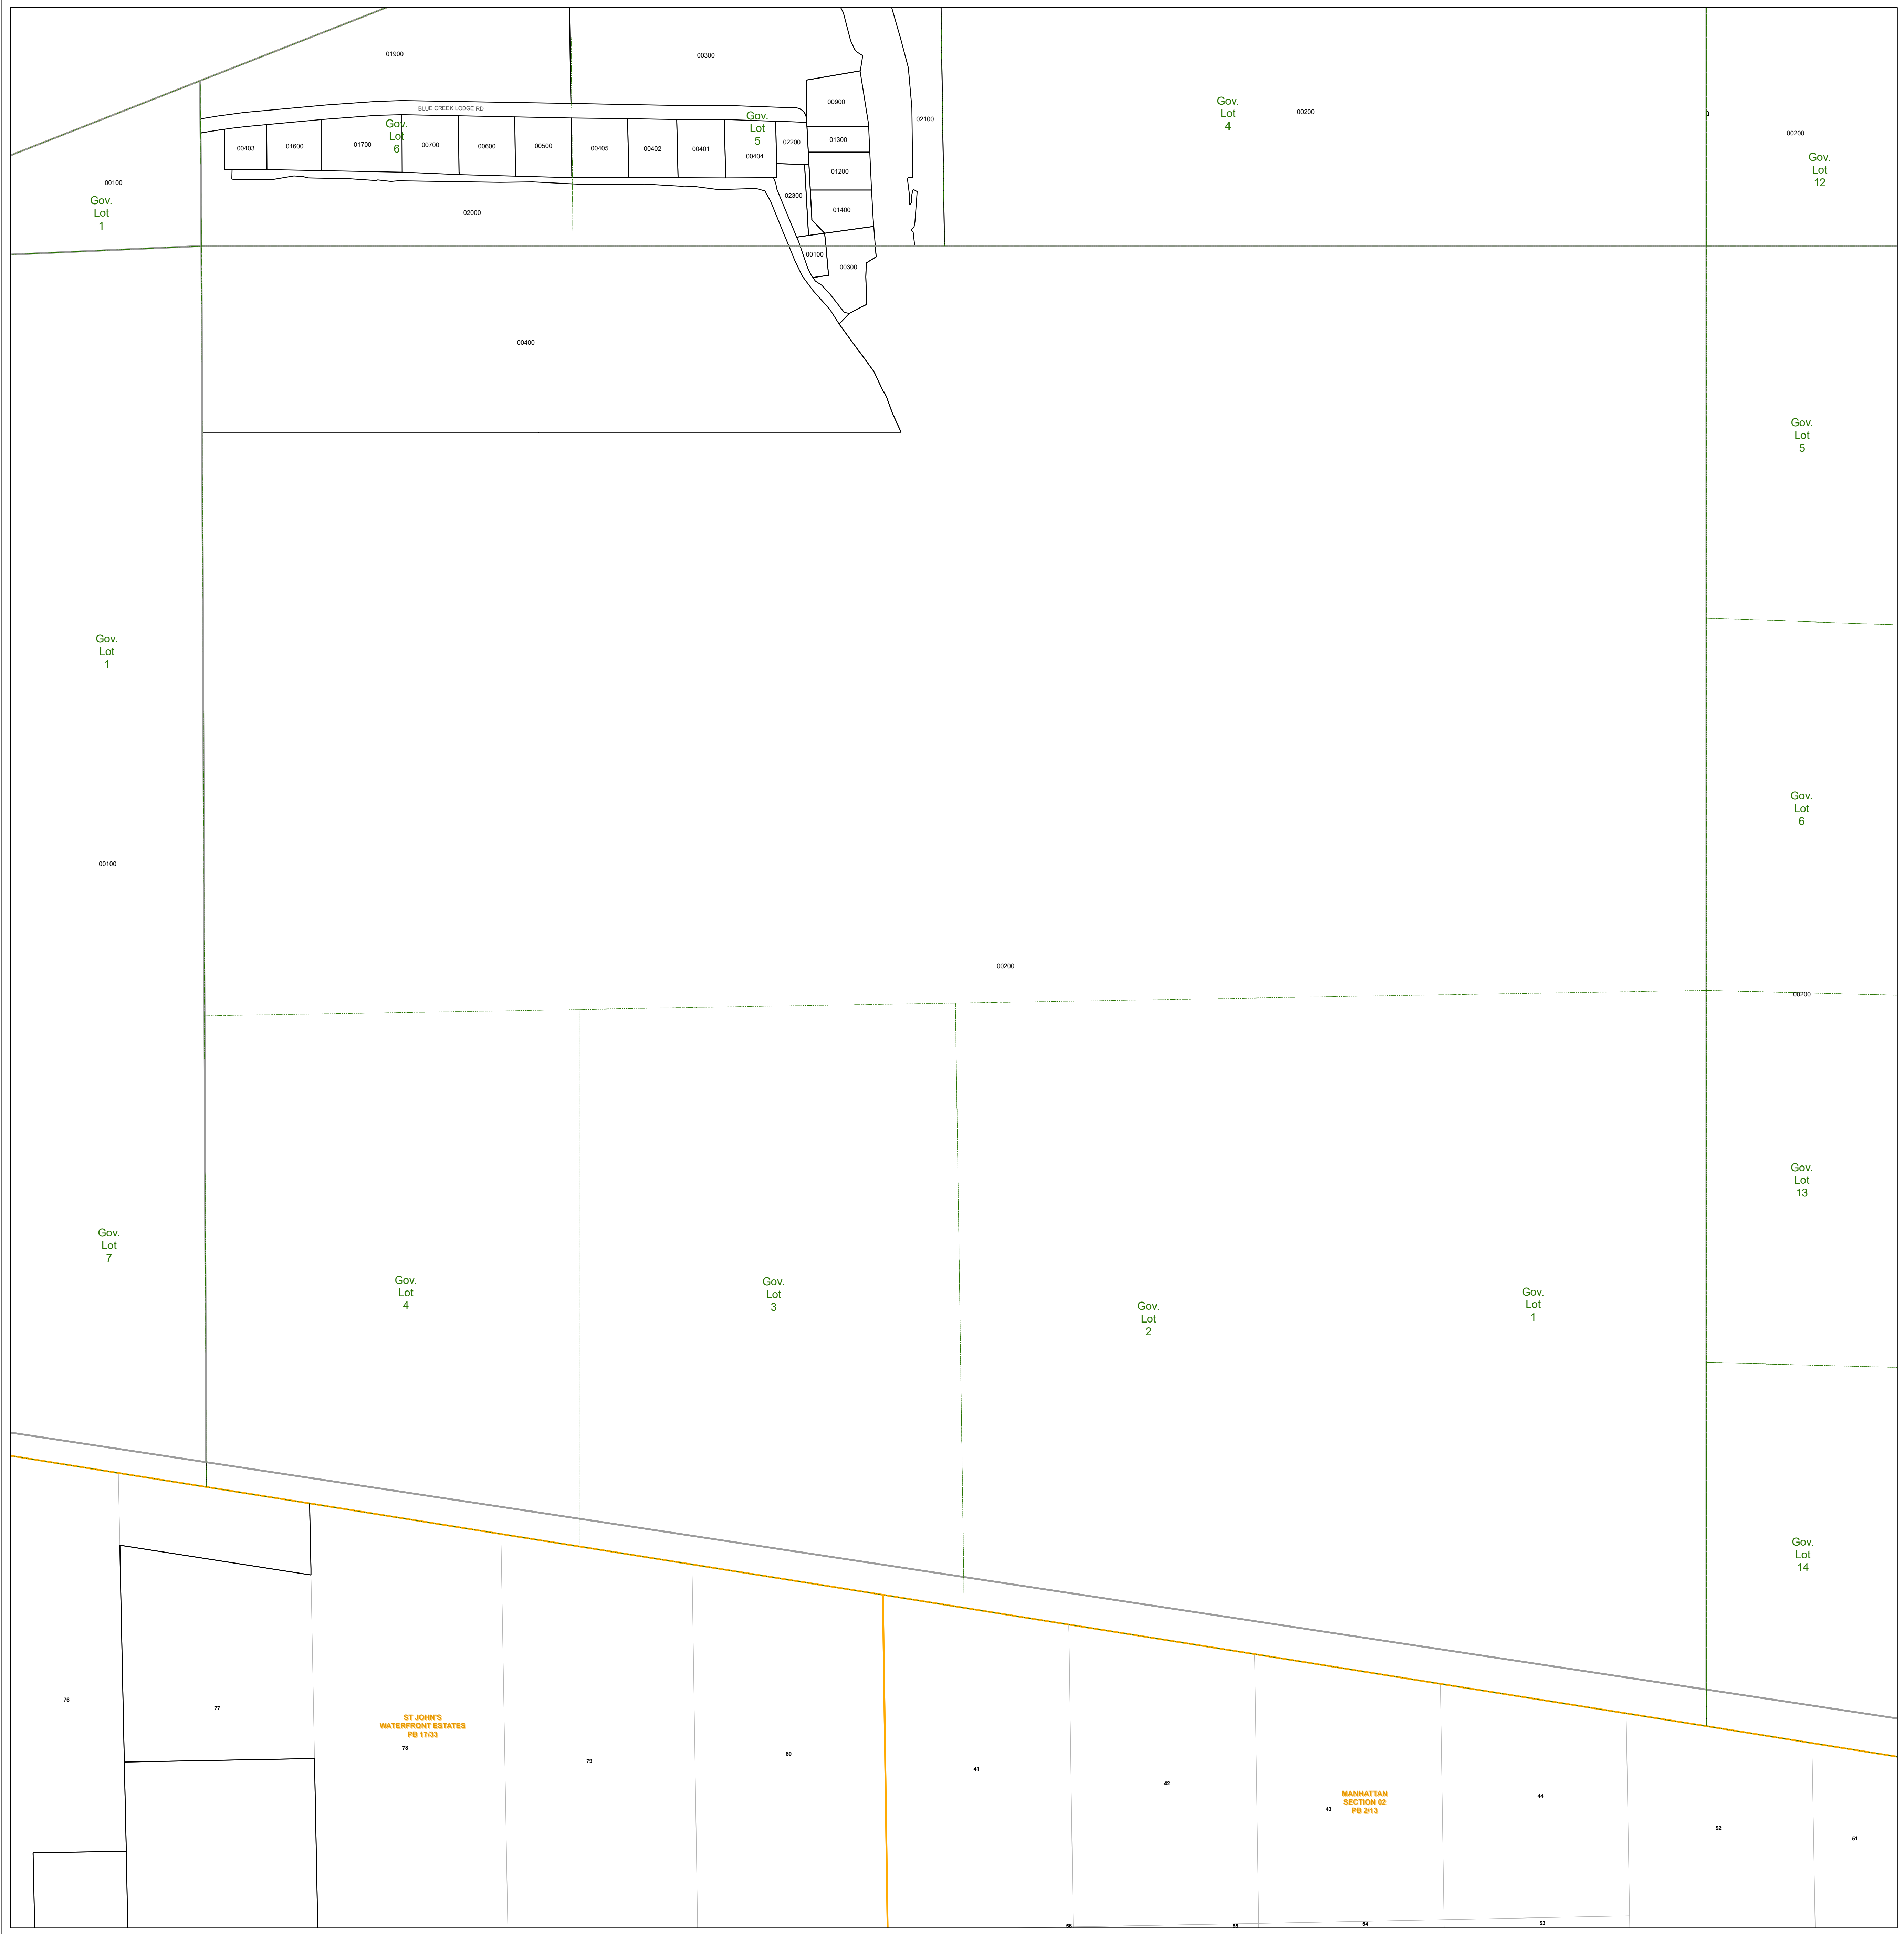 01900
00300
BLUE CREEK LODGE RD
00900
02100
Gov.
Lot
4
00200
00200
Gov.
Lot
12
Gov.
Lot
6
Gov.
Lot
5
00403
01600
01700
00700
00600
00500
00405
00402
00401
00404
02200
01300
01200
02300
01400
00100
Gov.
Lot
1
02000
00100
00300
00400
Gov.
Lot
5
Gov.
Lot
1
Gov.
Lot
6
00100
00200
00200
Gov.
Lot
13
Gov.
Lot
7
Gov.
Lot
4
Gov.
Lot
3
Gov.
Lot
2
Gov.
Lot
1
Gov.
Lot
14
76
77
ST JOHN'S
WATERFRONT ESTATES
PB 17/33
78
79
80
41
42
MANHATTAN
SECTION 02
PB 2/13
43
44
52
51
56
55
54
53